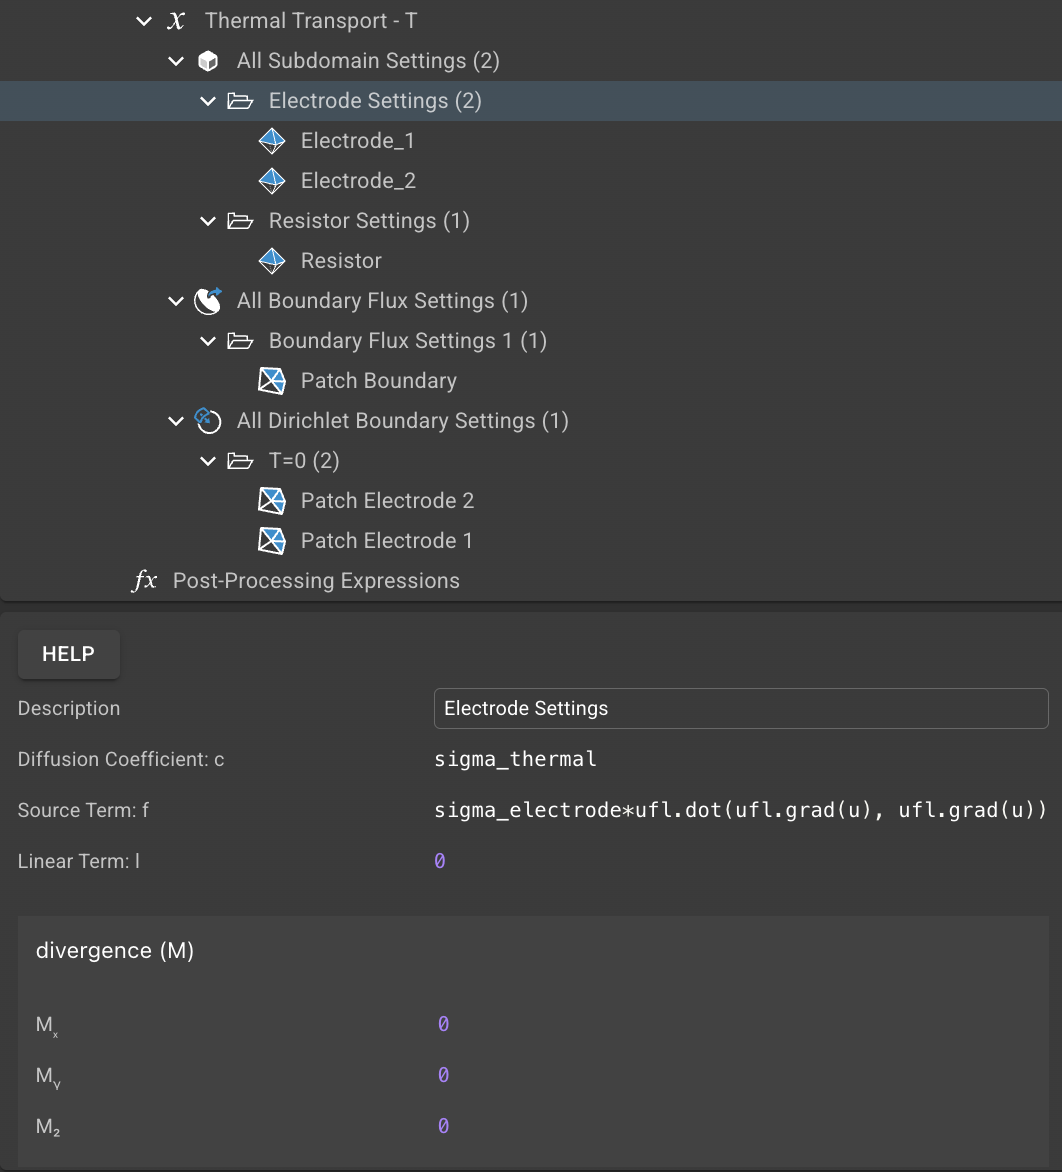 x Thermal Transport - T
All Subdomain Settings (2)
Electrode Settings (2)
Electrode_1
Electrode_2
Resistor Settings (1)
Resistor
All Boundary Flux Settings (1)
Boundary Flux Settings 1 (1)
Patch Boundary
All Dirichlet Boundary Settings (1)
T=0 (2)
Patch Electrode 2
Patch Electrode 1
fx Post-Processing Expressions
HELP
Description Electrode Settings
Diffusion Coefficient: c sigma_thermal
Source Term: f sigma_electrode*ufl.dot(ufl.grad(u), ufl.grad(u))
Linear Term: l 0
divergence (M)
Mₓ 0
Mᵧ 0
M₂ 0